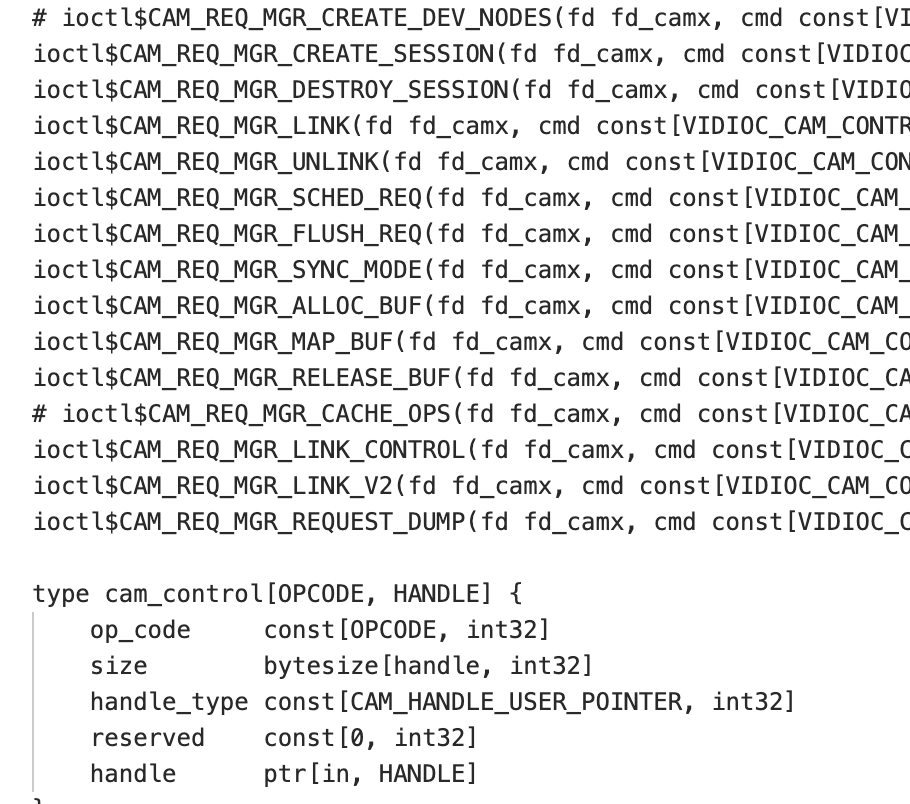 # ioctl$CAM_REQ_MGR_CREATE_DEV_NODES(fd fd_camx, cmd const[VI
ioctl$CAM_REQ_MGR_CREATE_SESSION(fd fd_camx, cmd const[VIDIOC
ioctl$CAM_REQ_MGR_DESTROY_SESSION(fd fd_camx, cmd const[VIDIO
ioctl$CAM_REQ_MGR_LINK(fd fd_camx, cmd const[VIDIOC_CAM_CONTR
ioctl$CAM_REQ_MGR_UNLINK(fd fd_camx, cmd const[VIDIOC_CAM_CON
ioctl$CAM_REQ_MGR_SCHED_REQ(fd fd_camx, cmd const[VIDIOC_CAM_
ioctl$CAM_REQ_MGR_FLUSH_REQ(fd fd_camx, cmd const[VIDIOC_CAM_
ioctl$CAM_REQ_MGR_SYNC_MODE(fd fd_camx, cmd const[VIDIOC_CAM_
ioctl$CAM_REQ_MGR_ALLOC_BUF(fd fd_camx, cmd const[VIDIOC_CAM_
ioctl$CAM_REQ_MGR_MAP_BUF(fd fd_camx, cmd const[VIDIOC_CAM_CO
ioctl$CAM_REQ_MGR_RELEASE_BUF(fd fd_camx, cmd const[VIDIOC_CA
# ioctl$CAM_REQ_MGR_CACHE_OPS(fd fd_camx, cmd const[VIDIOC_CA
ioctl$CAM_REQ_MGR_LINK_CONTROL(fd fd_camx, cmd const[VIDIOC_C
ioctl$CAM_REQ_MGR_LINK_V2(fd fd_camx, cmd const[VIDIOC_CAM_CO
ioctl$CAM_REQ_MGR_REQUEST_DUMP(fd fd_camx, cmd const[VIDIOC_C

type cam_control[OPCODE, HANDLE] {
    op_code     const[OPCODE, int32]
    size        bytesize[handle, int32]
    handle_type const[CAM_HANDLE_USER_POINTER, int32]
    reserved    const[0, int32]
    handle      ptr[in, HANDLE]
}